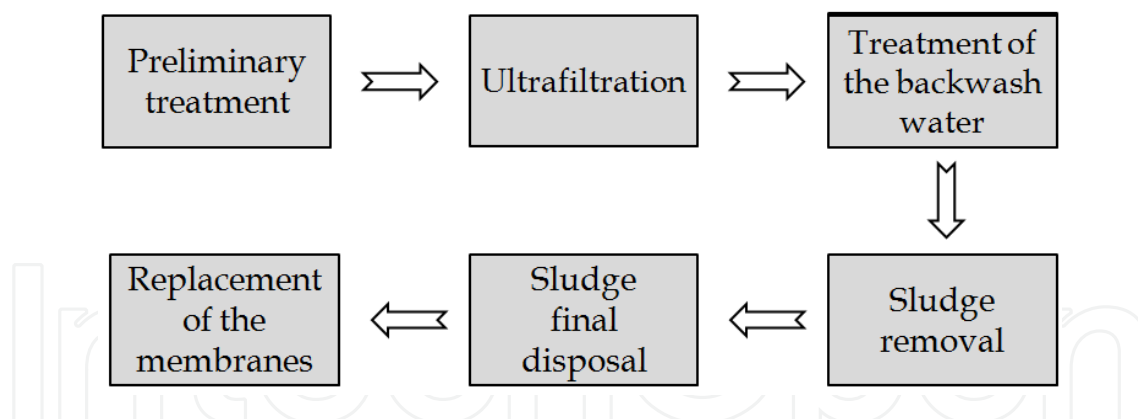 Preliminary
treatment
Ultrafiltration
Treatment of
the backwash
water
Replacement
of the
membranes
Sludge
final
disposal
Sludge
removal